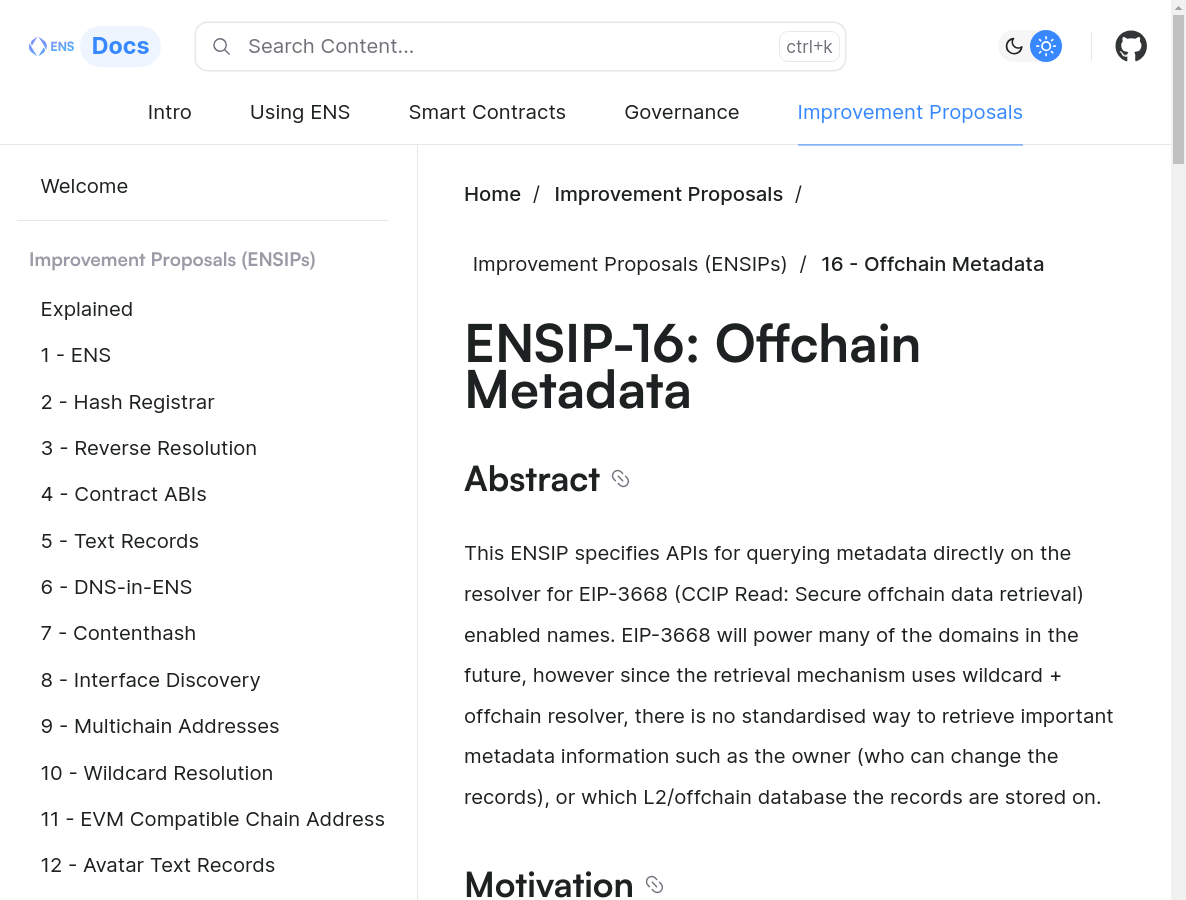 ENS Docs
Search Content...
ctrl+k
Intro
Using ENS
Smart Contracts
Governance
Improvement Proposals
Welcome
Improvement Proposals (ENSIPs)
Explained
1 - ENS
2 - Hash Registrar
3 - Reverse Resolution
4 - Contract ABIs
5 - Text Records
6 - DNS-in-ENS
7 - Contenthash
8 - Interface Discovery
9 - Multichain Addresses
10 - Wildcard Resolution
11 - EVM Compatible Chain Address
12 - Avatar Text Records
Home / Improvement Proposals /
Improvement Proposals (ENSIPs) / 16 - Offchain Metadata
ENSIP-16: Offchain
Metadata
Abstract
This ENSIP specifies APIs for querying metadata directly on the
resolver for EIP-3668 (CCIP Read: Secure offchain data retrieval)
enabled names. EIP-3668 will power many of the domains in the
future, however since the retrieval mechanism uses wildcard +
offchain resolver, there is no standardised way to retrieve important
metadata information such as the owner (who can change the
records), or which L2/offchain database the records are stored on.
Motivation